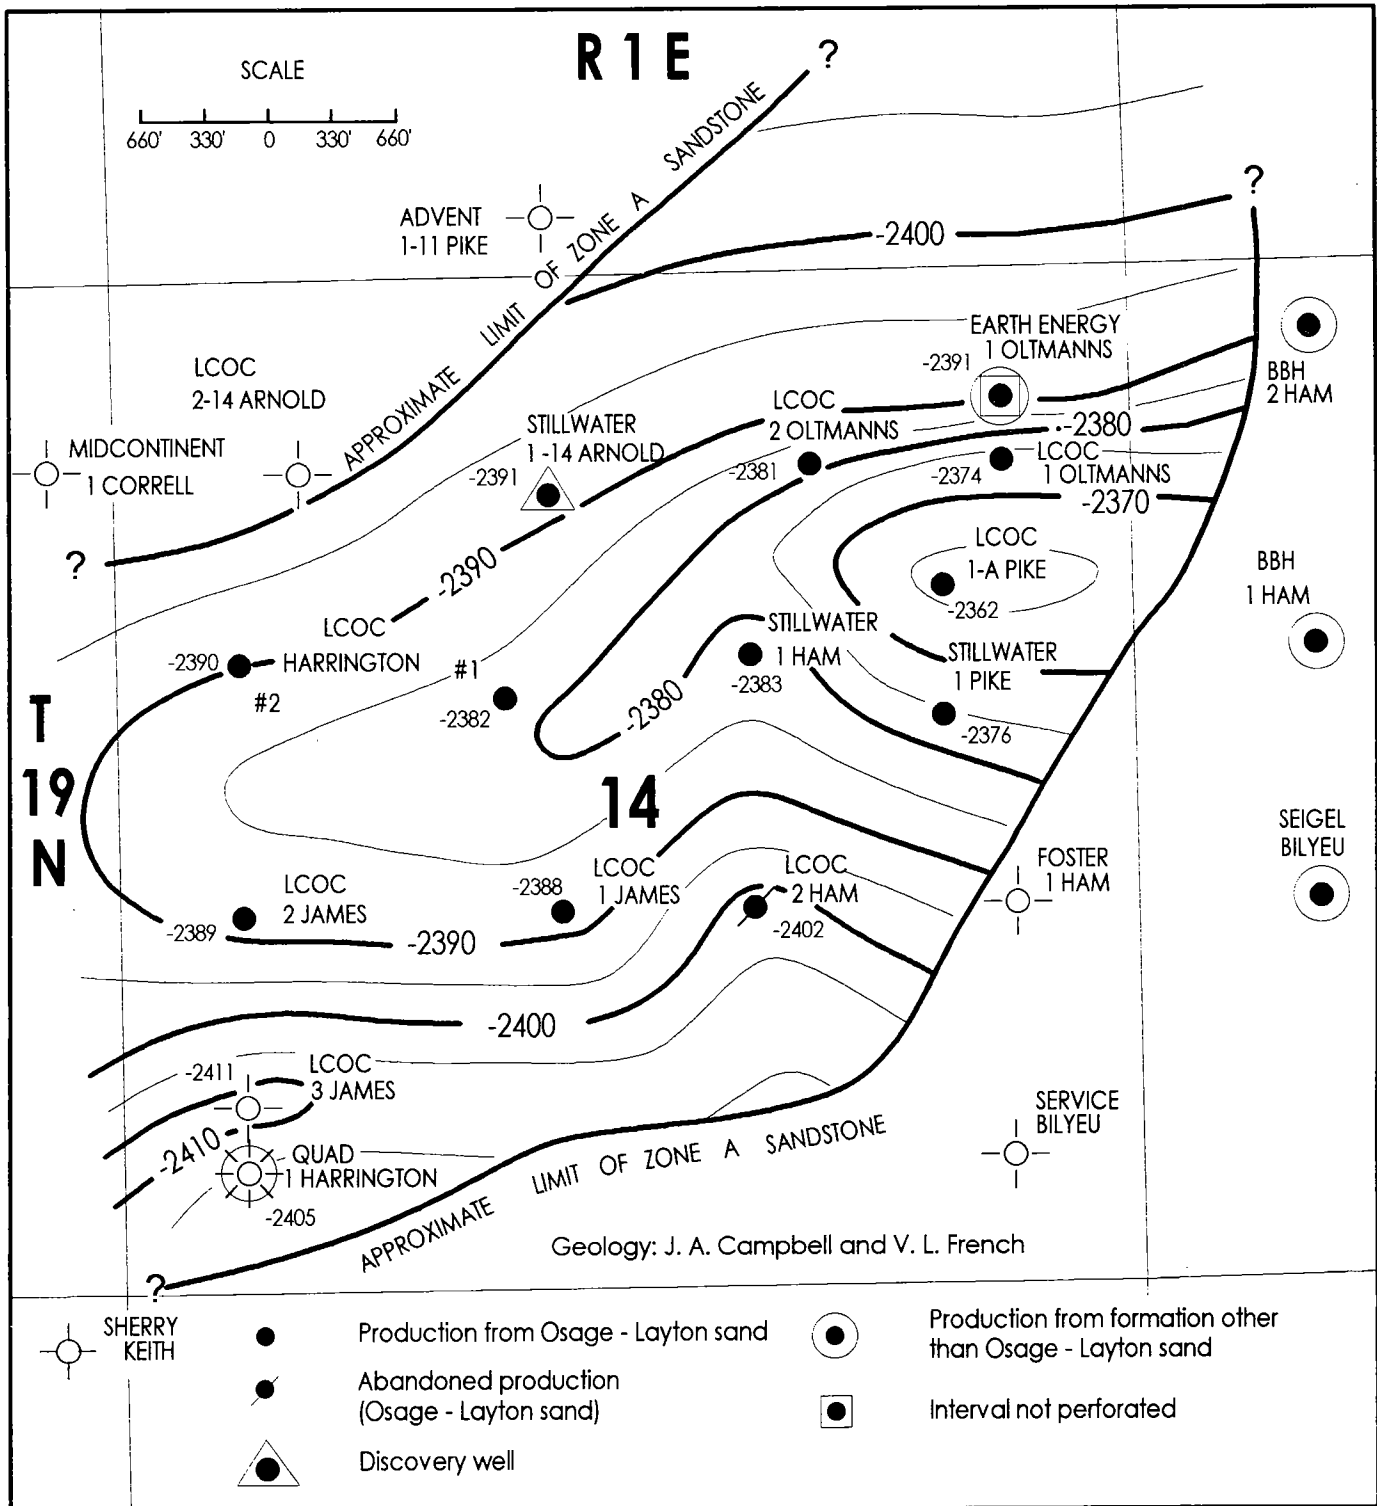 R 1 E
?
SCALE
660' 330' 0 330' 660'
APPROXIMATE LIMIT OF ZONE A SANDSTONE
ADVENT
1-11 PIKE
?
-2400
EARTH ENERGY
1 OLTMANNS
-2391
BBH
2 HAM
LCOC
2-14 ARNOLD
LCOC
2 OLTMANNS
-2381
-2380
STILLWATER
1 -14 ARNOLD
-2391
MIDCONTINENT
1 CORRELL
LCOC
1 OLTMANNS
-2374
-2370
?
LCOC
1-A PIKE
-2362
BBH
1 HAM
-2390
LCOC
HARRINGTON
-2390
#2
#1
-2382
STILLWATER
1 HAM
-2383
STILLWATER
1 PIKE
-2376
-2380
T
19
N
14
SEIGEL
BILYEU
FOSTER
1 HAM
LCOC
2 JAMES
-2389
-2388
LCOC
1 JAMES
LCOC
2 HAM
-2402
-2390
-2400
-2411
LCOC
3 JAMES
-2410
QUAD
1 HARRINGTON
-2405
SERVICE
BILYEU
APPROXIMATE LIMIT OF ZONE A SANDSTONE
Geology: J. A. Campbell and V. L. French
?
SHERRY
KEITH
Production from Osage - Layton sand
Abandoned production
(Osage - Layton sand)
Discovery well
Production from formation other
than Osage - Layton sand
Interval not perforated